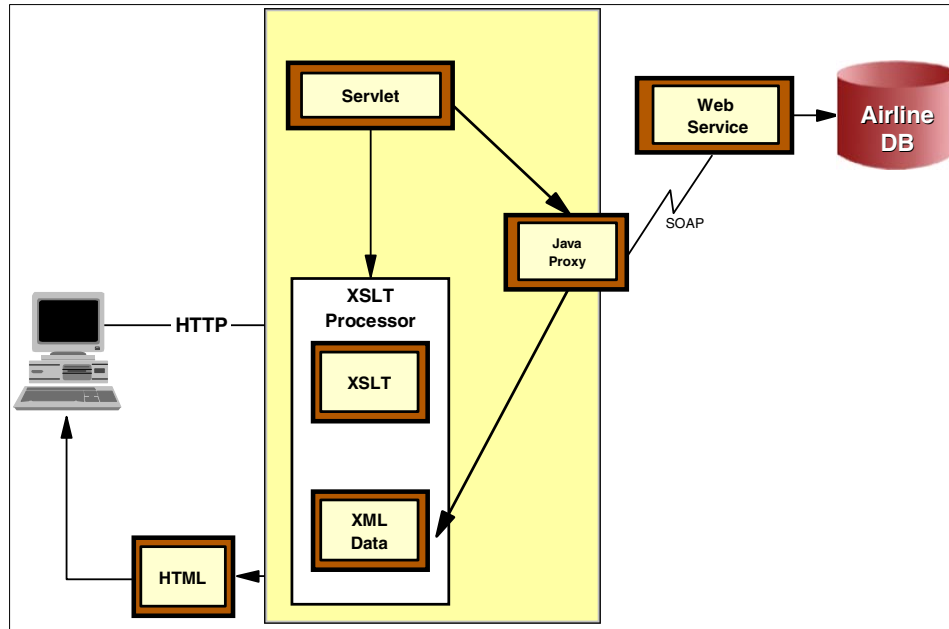 Servlet
Web
Service
Airline
DB
SOAP
Java
Proxy
XSLT
Processor
HTTP
XSLT
XML
Data
HTML